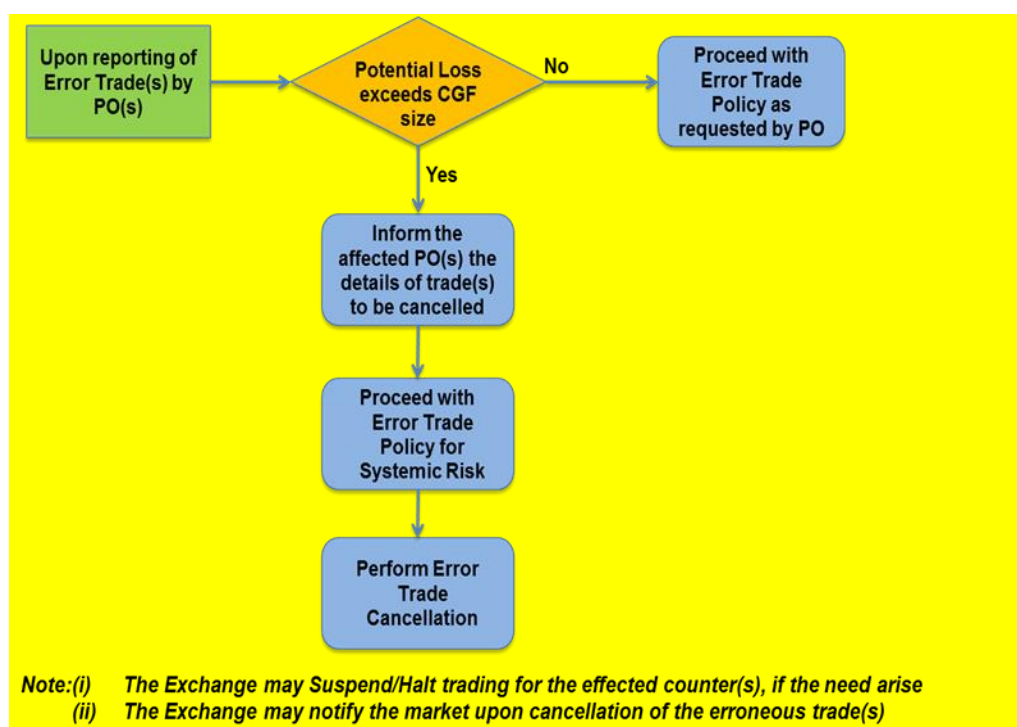 Upon reporting of
Error Trade(s) by
PO(s)
Potential Loss
exceeds CGF
size
No
Proceed with
Error Trade
Policy as
requested by PO
Yes
Inform the
affected PO(s) the
details of trade(s)
to be cancelled
Proceed with
Error Trade
Policy for
Systemic Risk
Perform Error
Trade
Cancellation
Note:(i) The Exchange may Suspend/Halt trading for the effected counter(s), if the need arise
(ii) The Exchange may notify the market upon cancellation of the erroneous trade(s)